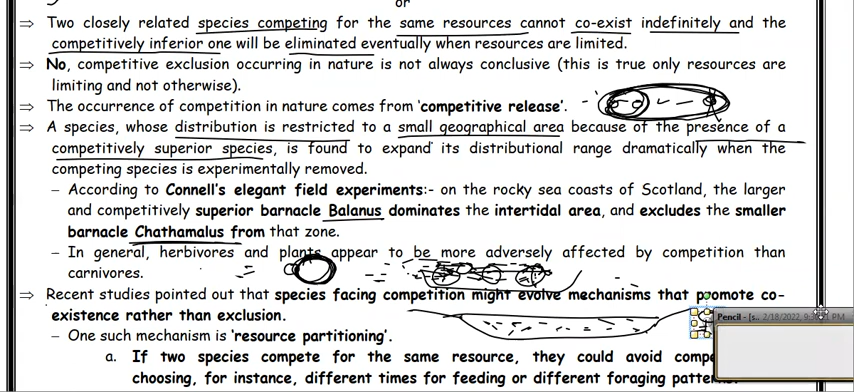 or
⇒ Two closely related species competing for the same resources cannot co-exist indefinitely and the
competitively inferior one will be eliminated eventually when resources are limited.
⇒ No, competitive exclusion occurring in nature is not always conclusive (this is true only resources are
limiting and not otherwise).
⇒ The occurrence of competition in nature comes from 'competitive release'.
⇒ A species, whose distribution is restricted to a small geographical area because of the presence of a
competitively superior species, is found to expand its distributional range dramatically when the
competing species is experimentally removed.
– According to Connell's elegant field experiments:- on the rocky sea coasts of Scotland, the larger
and competitively superior barnacle Balanus dominates the intertidal area, and excludes the smaller
barnacle Chathamalus from that zone.
– In general, herbivores and plants appear to be more adversely affected by competition than
carnivores.
⇒ Recent studies pointed out that species facing competition might evolve mechanisms that promote co-
existence rather than exclusion.
– One such mechanism is 'resource partitioning'.
a. If two species compete for the same resource, they could avoid compe
choosing, for instance, different times for feeding or different foraging patte
Pencil - [s.. 2/18/2022, PM